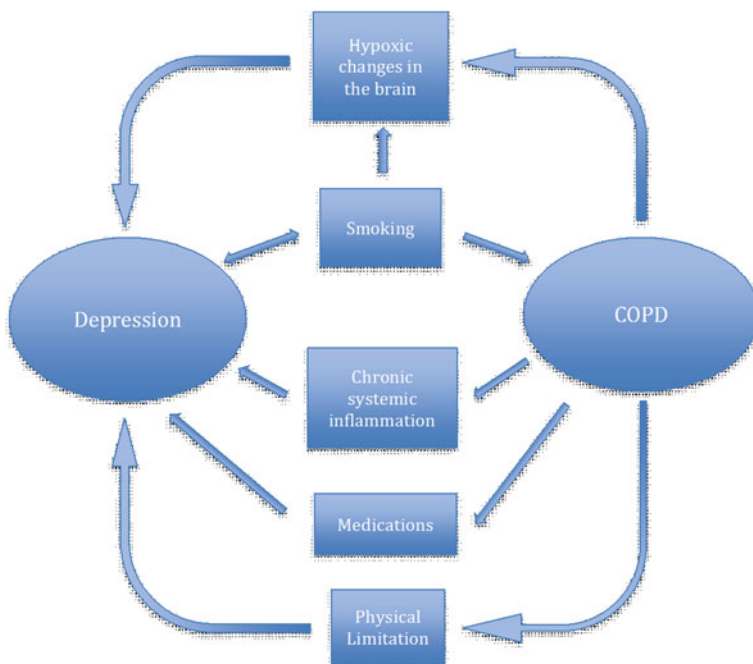 Hypoxic
changes in
the brain
Smoking
Depression
COPD
Chronic
systemic
inflammation
Medications
Physical
Limitation